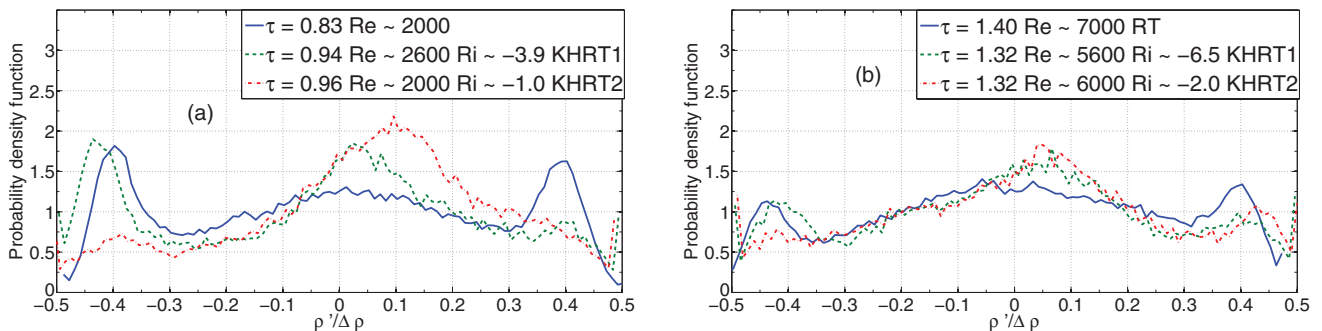 τ = 0.83 Re ~ 2000
τ = 0.94 Re ~ 2600 Ri ~ −3.9 KHRT1
τ = 0.96 Re ~ 2000 Ri ~ −1.0 KHRT2
(a)
Probability density function
3
2.5
2
1.5
1
0.5
0
−0.5 −0.4 −0.3 −0.2 −0.1 0 0.1 0.2 0.3 0.4 0.5
ρ '/Δ ρ
τ = 1.40 Re ~ 7000 RT
τ = 1.32 Re ~ 5600 Ri ~ −6.5 KHRT1
τ = 1.32 Re ~ 6000 Ri ~ −2.0 KHRT2
(b)
Probability density function
3
2.5
2
1.5
1
0.5
0
−0.5 −0.4 −0.3 −0.2 −0.1 0 0.1 0.2 0.3 0.4 0.5
ρ '/Δ ρ